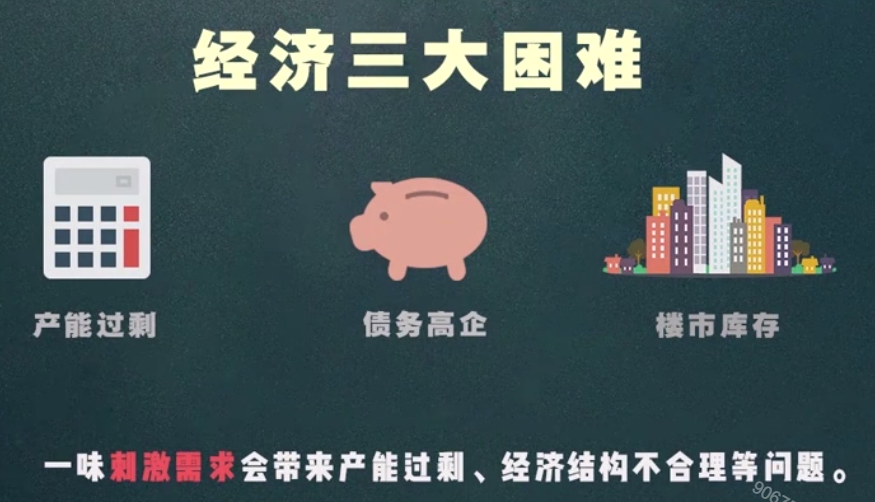 经济三大困难
产能过剩
债务高企
楼市库存
一味刺激需求会带来产能过剩、经济结构不合理等问题。